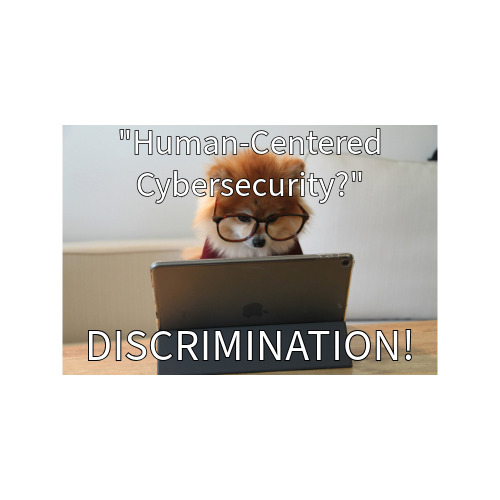 "Human-Centered
Cybersecurity?"
DISCRIMINATION!